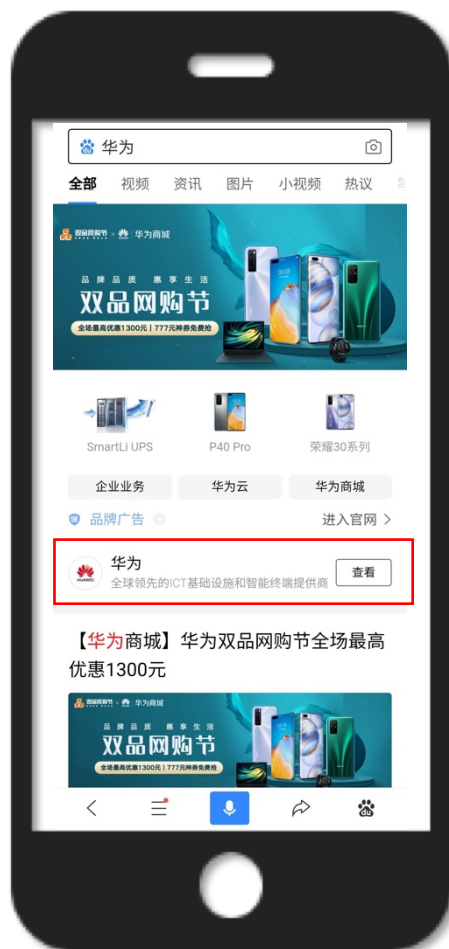 华为
全部 视频 资讯 图片 小视频 热议
双品网购节 × 华为商城
品牌品质 惠享生活
双品网购节
全场最高优惠1300元丨777元神券免费抢
SmartLi UPS P40 Pro 荣耀30系列
企业业务 华为云 华为商城
品牌广告 进入官网
华为
HUAWEI
全球领先的ICT基础设施和智能终端提供商
查看
【华为商城】华为双品网购节全场最高
优惠1300元
双品网购节 × 华为商城
品牌品质 惠享生活
双品网购节
全场最高优惠1300元丨777元神券免费抢
du